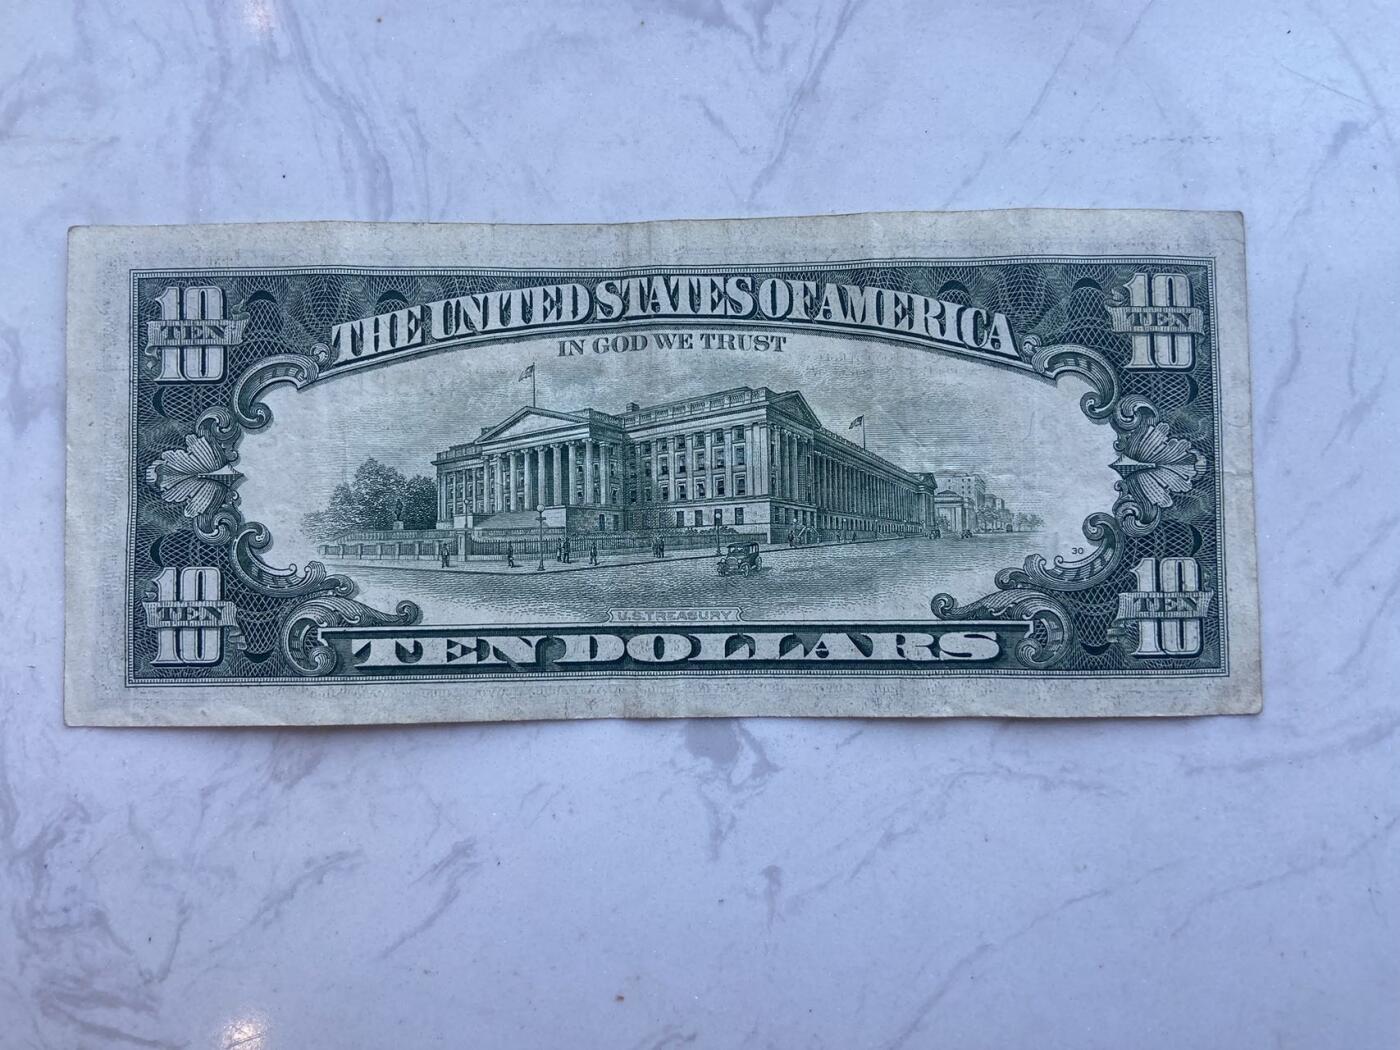 10 TEN 10
THE UNITED STATES OF AMERICA
10 TEN 10
IN GOD WE TRUST
30
10 TEN 10
U.S. TREASURY
10 TEN 10
TEN DOLLARS